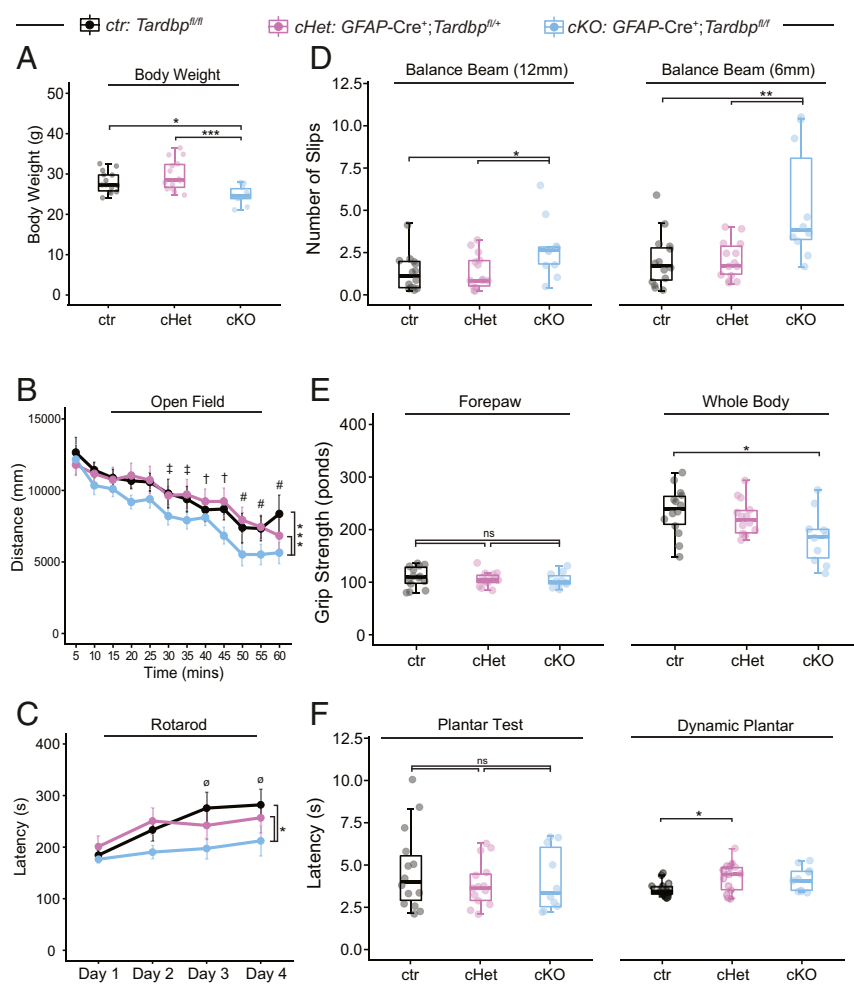 ctr: Tardbp^fl/fl cHet: GFAP-Cre+;Tardbp^fl/+ cKO: GFAP-Cre+;Tardbp^fl/f
A
Body Weight
Body Weight (g)
50
40
30
20
10
0
*
***
ctr cHet cKO
D
Balance Beam (12mm) Balance Beam (6mm)
Number of Slips
12.5
10.0
7.5
5.0
2.5
0.0
*
**
ctr cHet cKO ctr cHet cKO
B
Open Field
Distance (mm)
15000
10000
5000
0
‡ ‡ † † # # #
***
5 10 15 20 25 30 35 40 45 50 55 60
Time (mins)
E
Forepaw Whole Body
Grip Strength (ponds)
400
300
200
100
0
ns
*
ctr cHet cKO ctr cHet cKO
C
Rotarod
Latency (s)
400
300
200
100
0
ø ø
*
Day 1 Day 2 Day 3 Day 4
F
Plantar Test Dynamic Plantar
Latency (s)
12.5
10.0
7.5
5.0
2.5
0.0
ns
*
ctr cHet cKO ctr cHet cKO